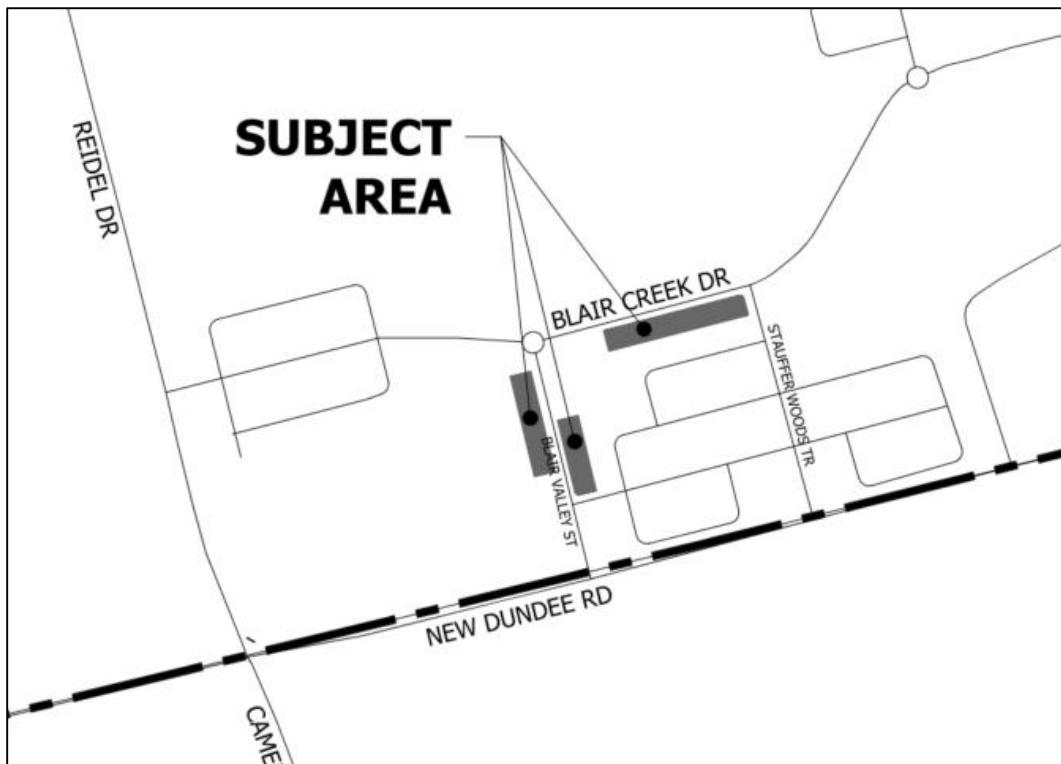 SUBJECT
AREA
REIDEL DR
BLAIR CREEK DR
STAUFFER WOODS TR
BLAIR VALLEY ST
NEW DUNDEE RD
CAME